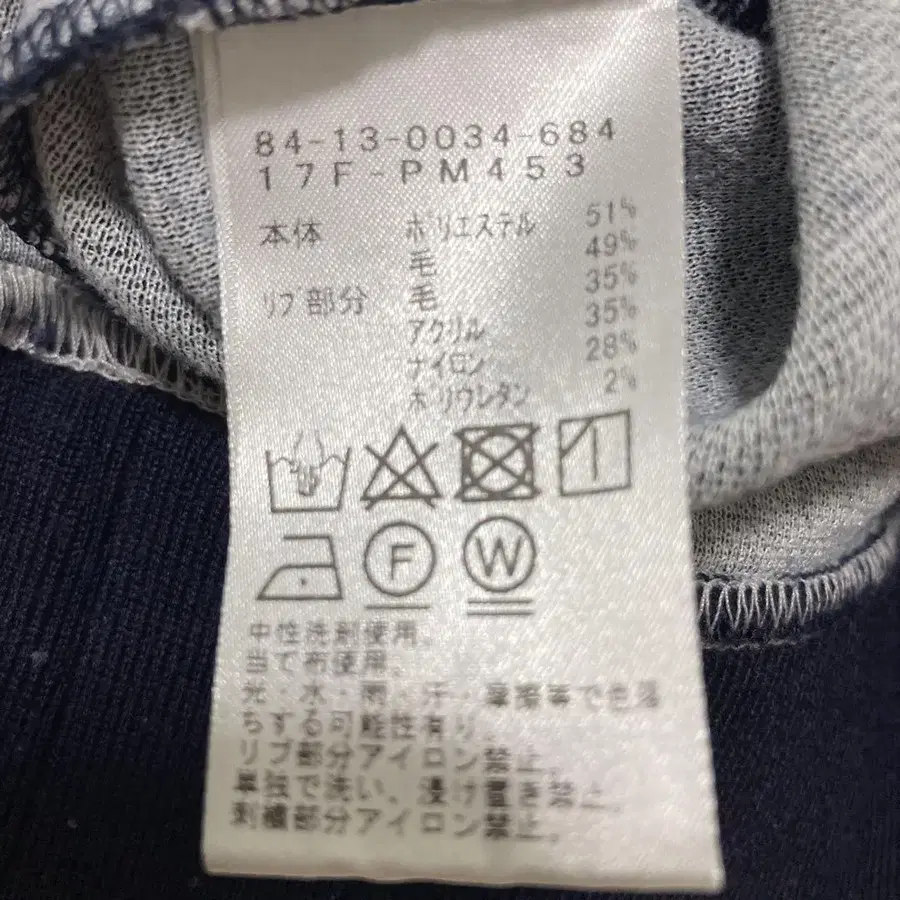 84-13-0034-684
17F-PM453
本体 ポリエステル 51%
毛 49%
リブ部分 毛 35%
アクリル 35%
ナイロン 28%
ポリウレタン 2%
F
W
中性洗剤使用。
当て布使用。
光・水・雨・汗・摩擦等で色落
ちする可能性有り。
リブ部分アイロン禁止。
単独で洗い、浸け置き禁止。
刺繍部分アイロン禁止。